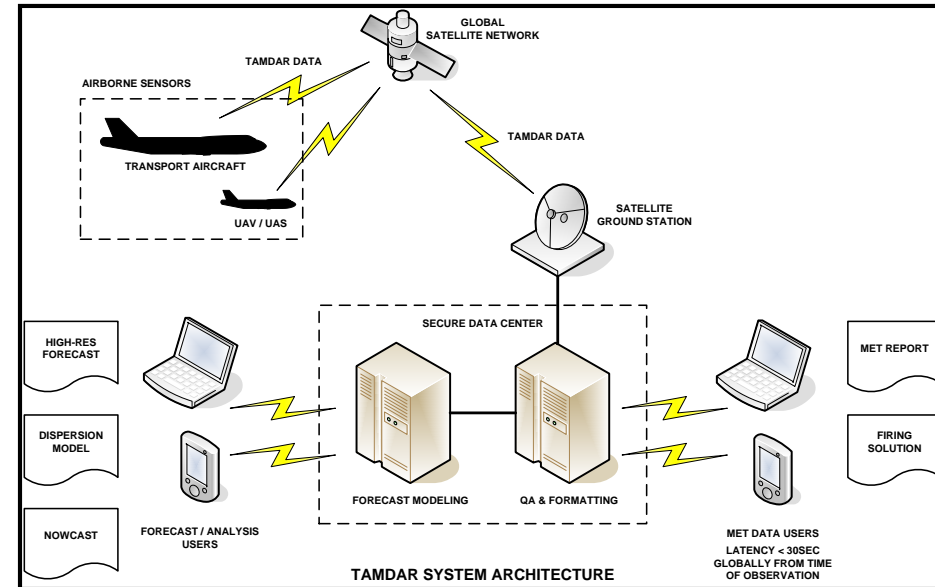 GLOBAL
SATELLITE NETWORK
TAMDAR DATA
AIRBORNE SENSORS
TRANSPORT AIRCRAFT
UAV / UAS
TAMDAR DATA
SATELLITE
GROUND STATION
SECURE DATA CENTER
HIGH-RES
FORECAST
MET REPORT
DISPERSION
MODEL
FIRING
SOLUTION
FORECAST MODELING
QA & FORMATTING
NOWCAST
FORECAST / ANALYSIS
USERS
MET DATA USERS
LATENCY < 30SEC
GLOBALLY FROM TIME
OF OBSERVATION
TAMDAR SYSTEM ARCHITECTURE